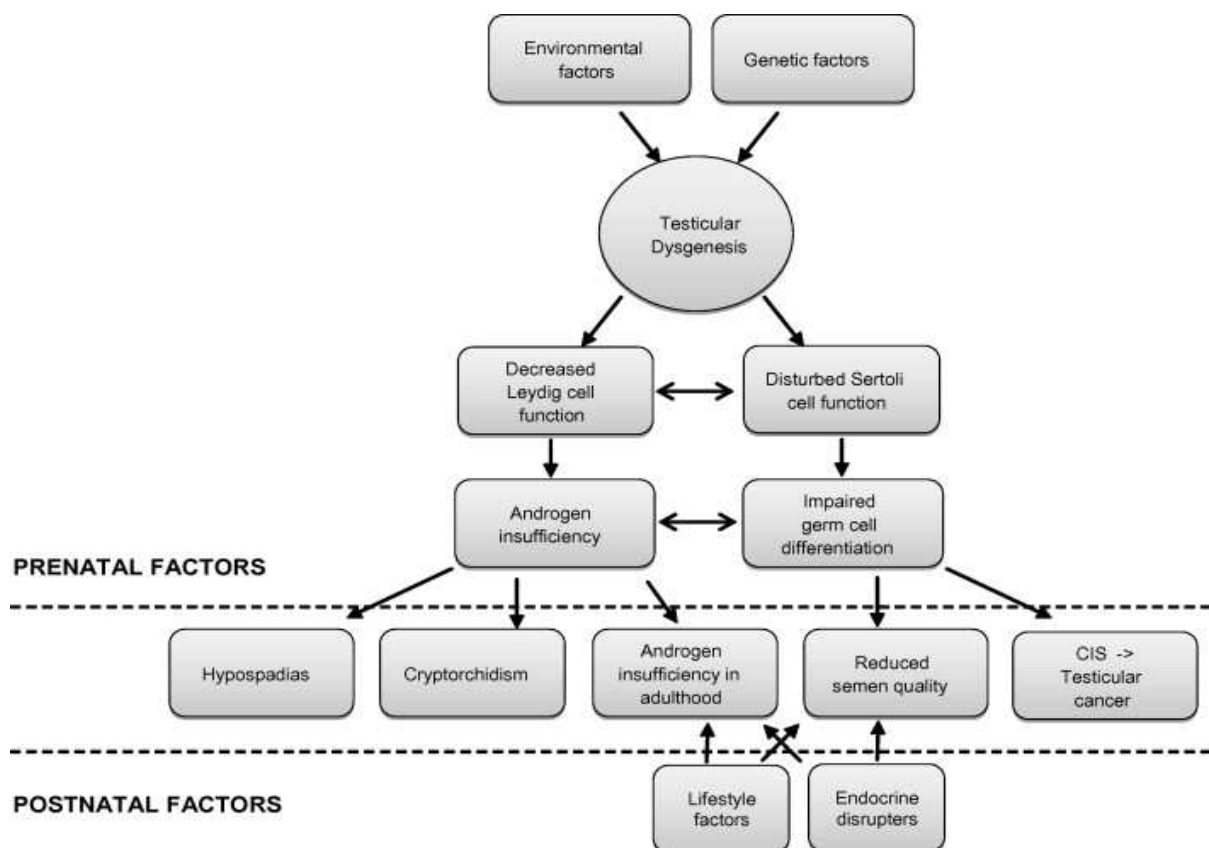 Environmental
factors
Genetic factors
Testicular
Dysgenesis
Decreased
Leydig cell
function
Disturbed Sertoli
cell function
Androgen
insufficiency
Impaired
germ cell
differentiation
PRENATAL FACTORS
Hypospadias
Cryptorchidism
Androgen
insufficiency in
adulthood
Reduced
semen quality
CIS ->
Testicular
cancer
POSTNATAL FACTORS
Lifestyle
factors
Endocrine
disrupters